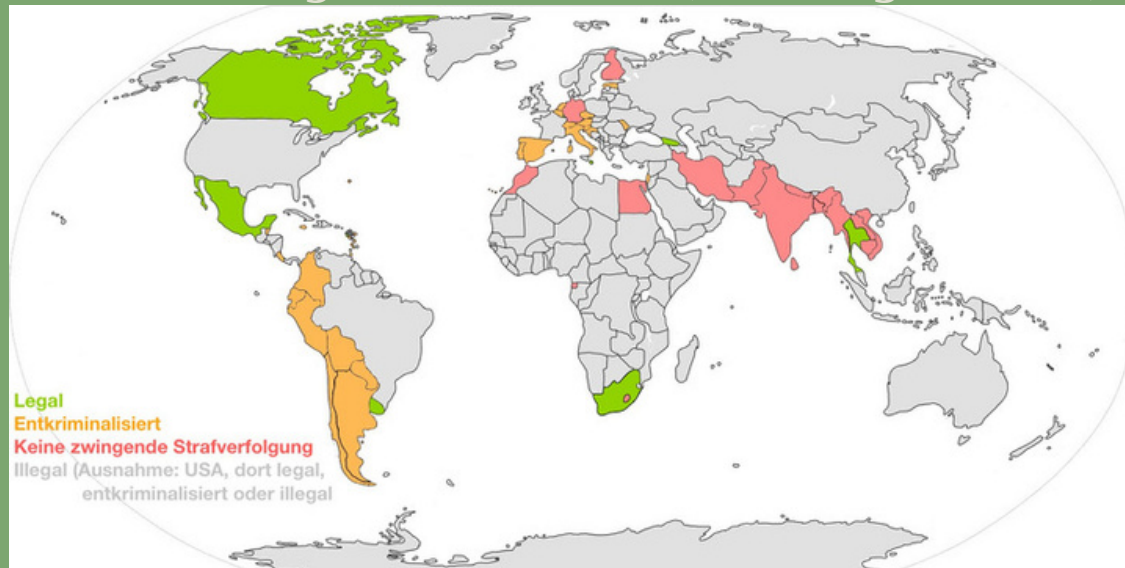 Legal
Entkriminalisiert
Keine zwingende Strafverfolgung
Illegal (Ausnahme: USA, dort legal,
entkriminalisiert oder illegal